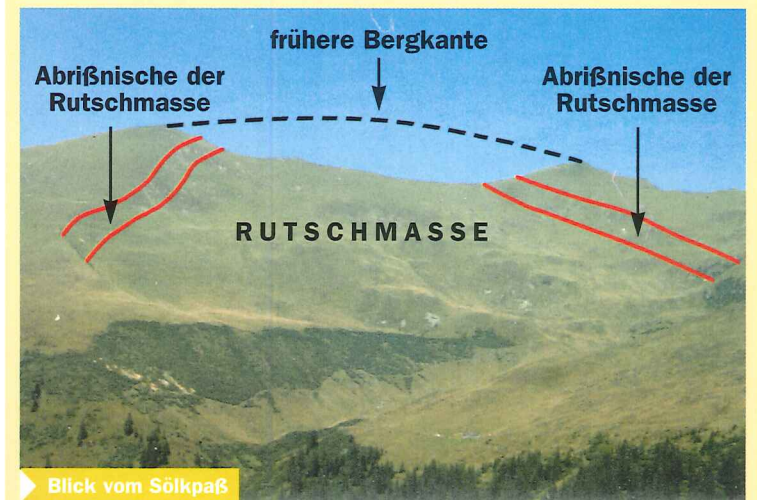 frühere Bergkante
Abrißnische der
Rutschmasse
Abrißnische der
Rutschmasse
RUTSCHMASSE
Blick vom Sölkpaß